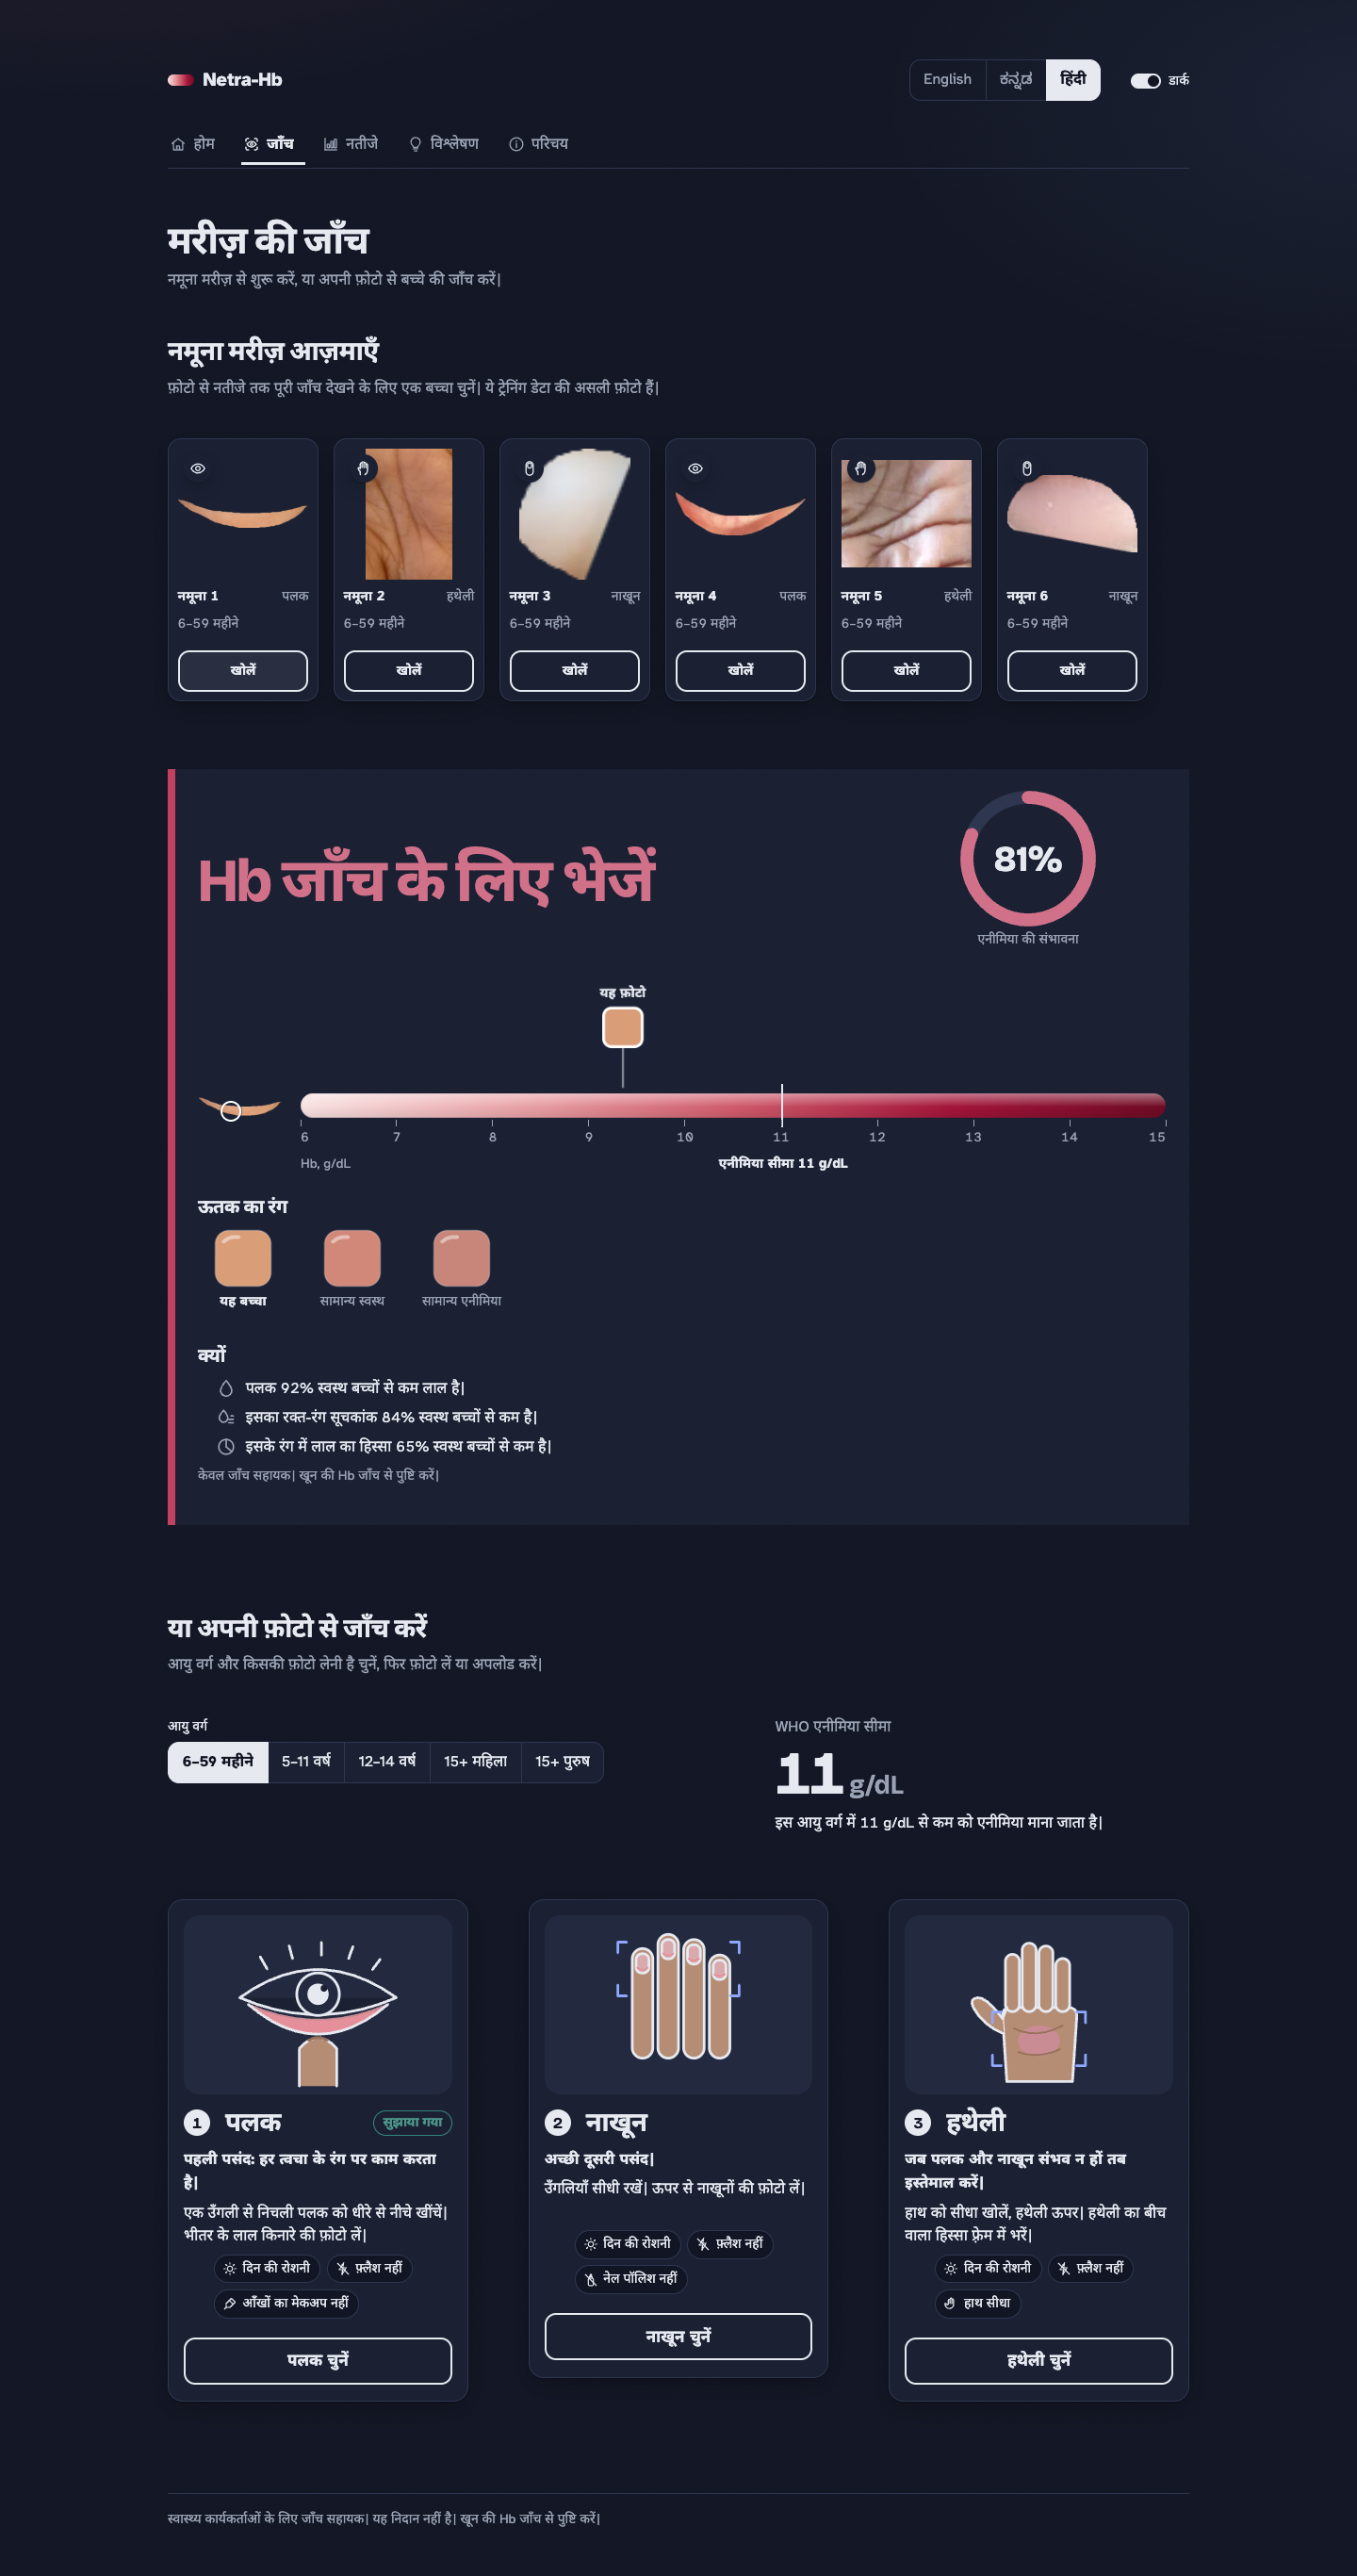 Netra-Hb
English ಕನ್ನಡ हिंदी डार्क
होम जाँच नतीजे विश्लेषण परिचय
मरीज़ की जाँच
नमूना मरीज़ से शुरू करें, या अपनी फ़ोटो से बच्चे की जाँच करें|
नमूना मरीज़ आज़माएँ
फ़ोटो से नतीजे तक पूरी जाँच देखने के लिए एक बच्चा चुनें| ये ट्रेनिंग डेटा की असली फ़ोटो हैं|
नमूना 1 पलक
6–59 महीने
खोलें
नमूना 2 हथेली
6–59 महीने
खोलें
नमूना 3 नाखून
6–59 महीने
खोलें
नमूना 4 पलक
6–59 महीने
खोलें
नमूना 5 हथेली
6–59 महीने
खोलें
नमूना 6 नाखून
6–59 महीने
खोलें
Hb जाँच के लिए भेजें
81%
एनीमिया की संभावना
यह फ़ोटो
6 7 8 9 10 11 12 13 14 15
Hb, g/dL एनीमिया सीमा 11 g/dL
ऊतक का रंग
यह बच्चा सामान्य स्वस्थ सामान्य एनीमिया
क्यों
पलक 92% स्वस्थ बच्चों से कम लाल है|
इसका रक्त-रंग सूचकांक 84% स्वस्थ बच्चों से कम है|
इसके रंग में लाल का हिस्सा 65% स्वस्थ बच्चों से कम है|
केवल जाँच सहायक| खून की Hb जाँच से पुष्टि करें|
या अपनी फ़ोटो से जाँच करें
आयु वर्ग और किसकी फ़ोटो लेनी है चुनें, फिर फ़ोटो लें या अपलोड करें|
आयु वर्ग
6–59 महीने 5–11 वर्ष 12–14 वर्ष 15+ महिला 15+ पुरुष
WHO एनीमिया सीमा
11 g/dL
इस आयु वर्ग में 11 g/dL से कम को एनीमिया माना जाता है|
1 पलक सुझाया गया
पहली पसंद: हर त्वचा के रंग पर काम करता
है|
एक उँगली से निचली पलक को धीरे से नीचे खींचें|
भीतर के लाल किनारे की फ़ोटो लें|
दिन की रोशनी फ़्लैश नहीं
आँखों का मेकअप नहीं
पलक चुनें
2 नाखून
अच्छी दूसरी पसंद|
उँगलियाँ सीधी रखें| ऊपर से नाखूनों की फ़ोटो लें|
दिन की रोशनी फ़्लैश नहीं
नेल पॉलिश नहीं
नाखून चुनें
3 हथेली
जब पलक और नाखून संभव न हों तब
इस्तेमाल करें|
हाथ को सीधा खोलें, हथेली ऊपर| हथेली का बीच
वाला हिस्सा फ़्रेम में भरें|
दिन की रोशनी फ़्लैश नहीं
हाथ सीधा
हथेली चुनें
स्वास्थ्य कार्यकर्ताओं के लिए जाँच सहायक| यह निदान नहीं है| खून की Hb जाँच से पुष्टि करें|